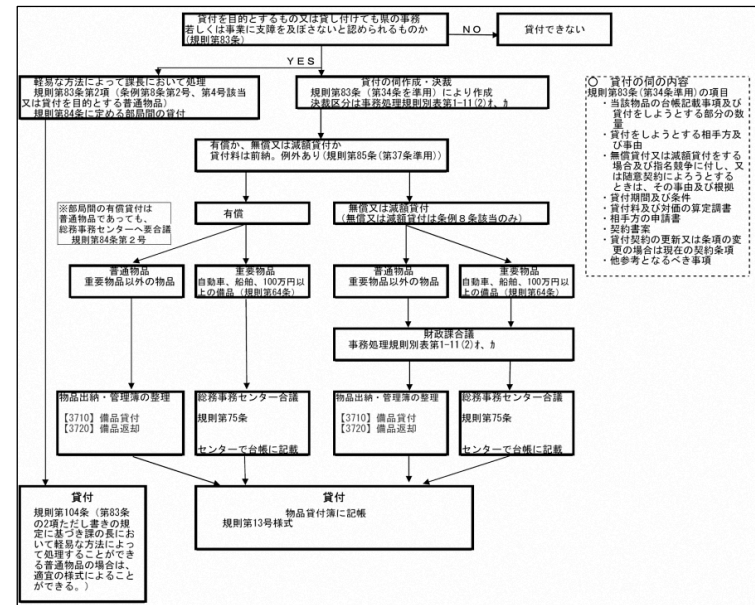 貸付を目的とするもの又は貸し付けても県の事務
若しくは事業に支障を及ぼさないと認められるものか
(規則第83条)
NO
貸付できない
YES
軽易な方法によって課長において処理
規則第83条第2項(条例第8条第2号、第4号該当
又は貸付を目的とする普通物品)
規則第84条に定める部局間の貸付
貸付の伺作成・決裁
規則第83条(第34条を準用)により作成
決裁区分は事務処理規則別表第1-11(2)ｵ、ｶ
○ 貸付の伺の内容
規則第83条(第34条準用)の項目
・当該物品の台帳記載事項及び
貸付をしようとする部分の数
量
・貸付をしようとする相手方及
び事由
・無償貸付又は減額貸付をする
場合及び指名競争に付し、又
は随意契約によろうとする
ときは、その事由及び根拠
・貸付期間及び条件
・貸付料及び対価の算定調書
・相手方の申請書
・契約書案
・貸付契約の更新又は条項の変
更の場合は現在の契約条項
・他参考となるべき事項
有償か、無償又は減額貸付か
貸付料は前納。例外あり(規則第85条(第37条準用))
※部局間の有償貸付は
普通物品であっても、
総務事務センターへ要合議
規則第84条第2号
有償
無償又は減額貸付
(無償又は減額貸付は条例8条該当のみ)
普通物品
重要物品以外の物品
重要物品
自動車、船舶、100万円以
上の備品(規則第64条)
普通物品
重要物品以外の物品
重要物品
自動車、船舶、100万円以
上の備品(規則第64条)
財政課合議
事務処理規則別表第1-11(2)ｵ、ｶ
物品出納・管理簿の整理
【3710】備品貸付
【3720】備品返却
総務事務センター合議
規則第75条
センターで台帳に記載
物品出納・管理簿の整理
【3710】備品貸付
【3720】備品返却
総務事務センター合議
規則第75条
センターで台帳に記載
貸付
規則第104条(第83条
の2項ただし書きの規
定に基づき課の長にお
いて軽易な方法によっ
て処理することができ
る普通物品の場合は、
適宜の様式によること
ができる。)
貸付
物品貸付簿に記帳
規則第13号様式